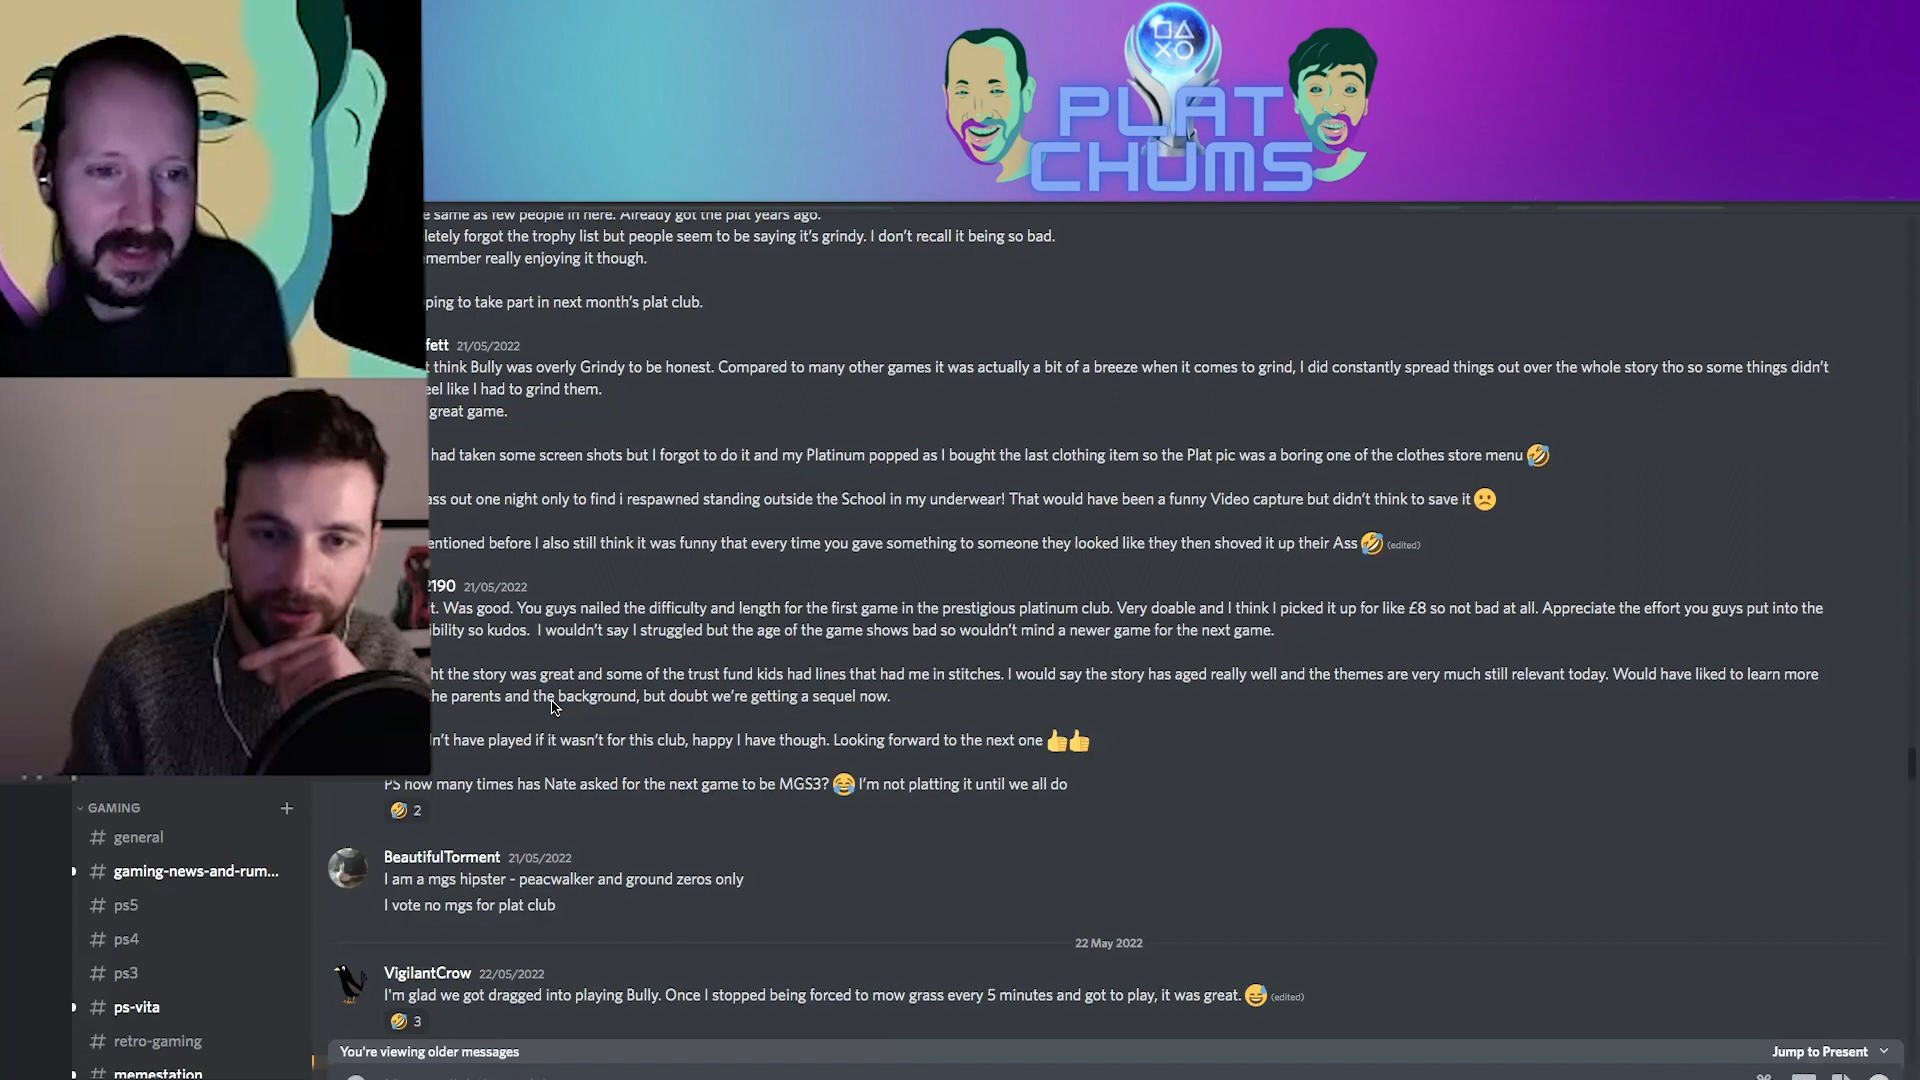 PLAT
CHUMS
e same as few people in here. Already got the plat years ago.
letely forgot the trophy list but people seem to be saying it's grindy. I don't recall it being so bad.
emember really enjoying it though.
ping to take part in next month's plat club.
fett 21/05/2022
t think Bully was overly Grindy to be honest. Compared to many other games it was actually a bit of a breeze when it comes to grind, I did constantly spread things out over the whole story tho so some things didn't
eel like I had to grind them.
great game.
had taken some screen shots but I forgot to do it and my Platinum popped as I bought the last clothing item so the Plat pic was a boring one of the clothes store menu 🤣
ass out one night only to find i respawned standing outside the School in my underwear! That would have been a funny Video capture but didn't think to save it 🙁
entioned before I also still think it was funny that every time you gave something to someone they looked like they then shoved it up their Ass 🤣 (edited)
2190 21/05/2022
t. Was good. You guys nailed the difficulty and length for the first game in the prestigious platinum club. Very doable and I think I picked it up for like £8 so not bad at all. Appreciate the effort you guys put into the
ibility so kudos. I wouldn't say I struggled but the age of the game shows bad so wouldn't mind a newer game for the next game.
ht the story was great and some of the trust fund kids had lines that had me in stitches. I would say the story has aged really well and the themes are very much still relevant today. Would have liked to learn more
he parents and the background, but doubt we're getting a sequel now.
n't have played if it wasn't for this club, happy I have though. Looking forward to the next one 👍👍
PS how many times has Nate asked for the next game to be MGS3? 😂 I'm not platting it until we all do
🤣 2
BeautifulTorment 21/05/2022
I am a mgs hipster - peacwalker and ground zeros only
I vote no mgs for plat club
22 May 2022
VigilantCrow 22/05/2022
I'm glad we got dragged into playing Bully. Once I stopped being forced to mow grass every 5 minutes and got to play, it was great. 😅 (edited)
🤣 3
You're viewing older messages
Jump to Present
GAMING
# general
# gaming-news-and-rum...
# ps5
# ps4
# ps3
# ps-vita
# retro-gaming
# memestation